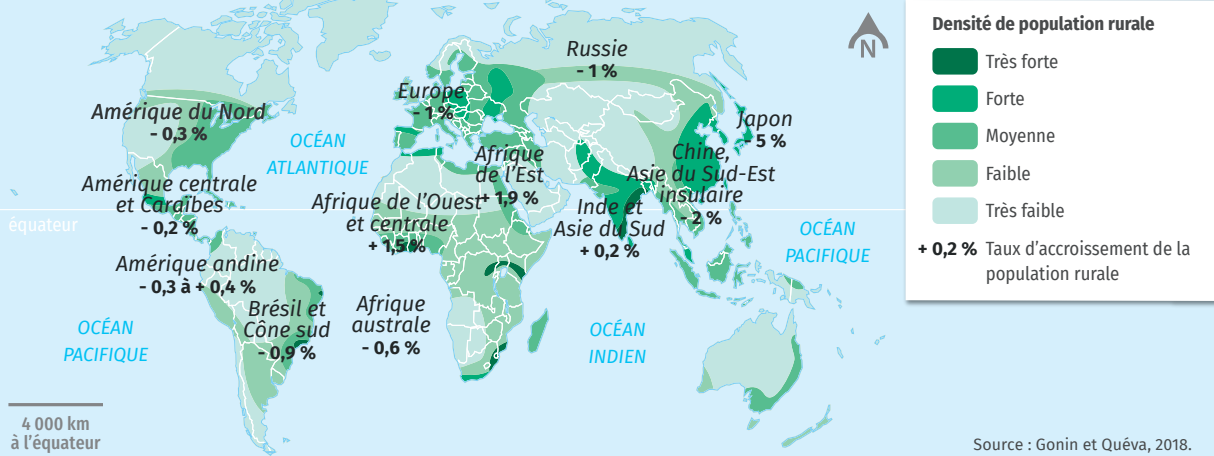 Russie
- 1 %
Europe
- 1 %
Amérique du Nord
- 0,3 %
OCÉAN
ATLANTIQUE
Japon
- 5 %
Chine,
Asie du Sud-Est
insulaire
- 2 %
Afrique
de l’Est
+ 1,9 %
Amérique centrale
et Caraïbes
- 0,2 %
Afrique de l’Ouest
et centrale
+ 1,5 %
Inde et
Asie du Sud
+ 0,2 %
équateur
OCÉAN
PACIFIQUE
Amérique andine
- 0,3 à + 0,4 %
Brésil et
Cône sud
- 0,9 %
Afrique
australe
- 0,6 %
OCÉAN
PACIFIQUE
OCÉAN
INDIEN
4 000 km
à l’équateur
N
Densité de population rurale
Très forte
Forte
Moyenne
Faible
Très faible
+ 0,2 % Taux d’accroissement de la
population rurale
Source : Gonin et Quéva, 2018.